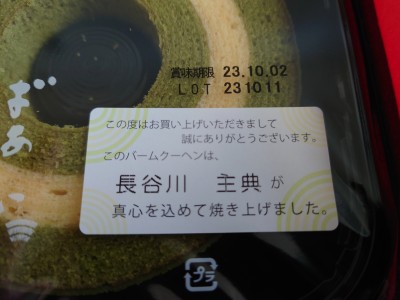 賞味期限 23.10.02
LOT 231011
この度はお買い上げいただきまして
誠にありがとうございます。
このバームクーヘンは、
長谷川 主典が
真心を込めて焼き上げました。
プラ